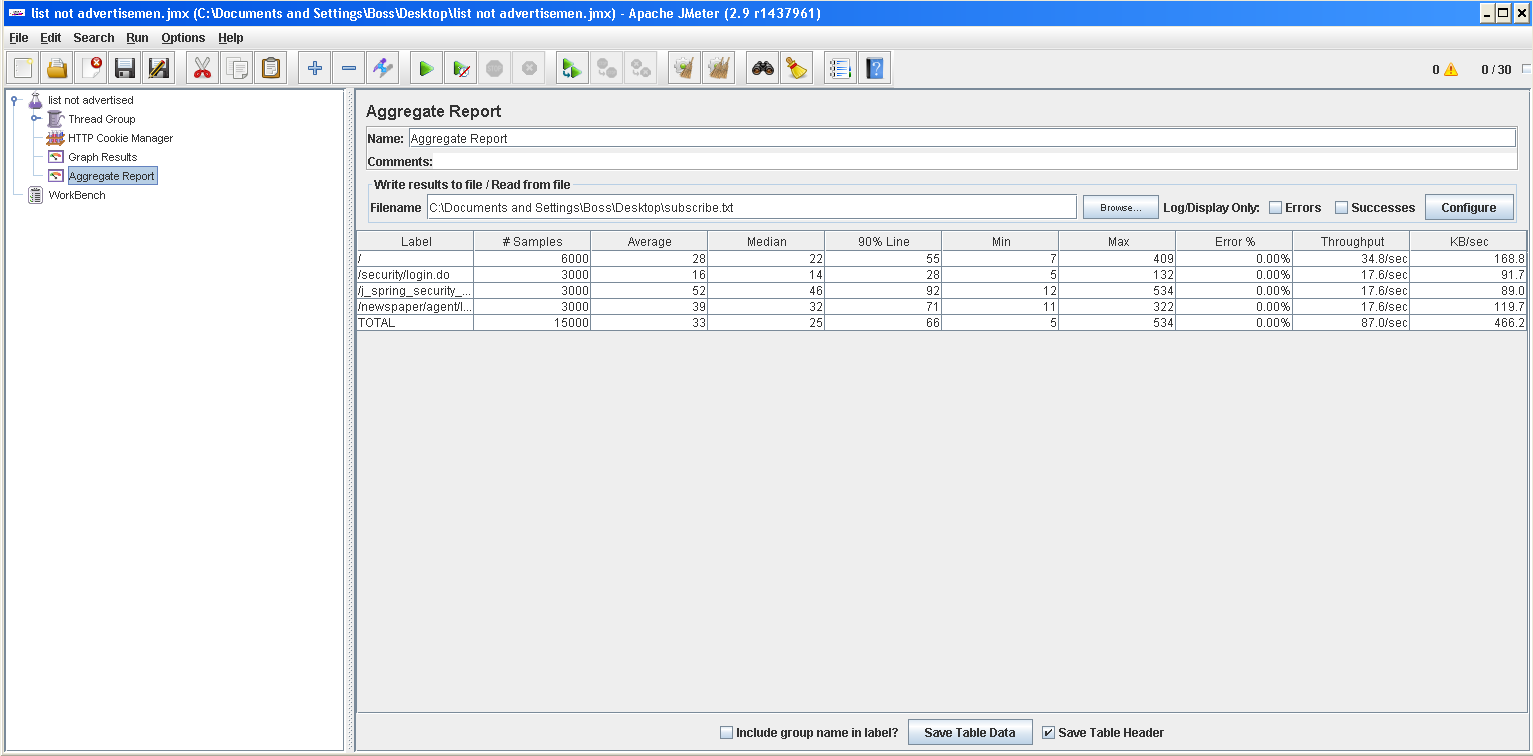 list not advertisemen.jmx (C:\Documents and Settings\Boss\Desktop\list not advertisemen.jmx) - Apache JMeter (2.9 r1437961)
File Edit Search Run Options Help
0 0 / 30
list not advertised
Thread Group
HTTP Cookie Manager
Graph Results
Aggregate Report
WorkBench
Aggregate Report
Name: Aggregate Report
Comments:
Write results to file / Read from file
Filename C:\Documents and Settings\Boss\Desktop\subscribe.txt Browse... Log/Display Only: Errors Successes Configure
Label # Samples Average Median 90% Line Min Max Error % Throughput KB/sec
/ 6000 28 22 55 7 409 0.00% 34.8/sec 168.8
/security/login.do 3000 16 14 28 5 132 0.00% 17.6/sec 91.7
/j_spring_security_... 3000 52 46 92 12 534 0.00% 17.6/sec 89.0
/newspaper/agent/l... 3000 39 32 71 11 322 0.00% 17.6/sec 119.7
TOTAL 15000 33 25 66 5 534 0.00% 87.0/sec 466.2
Include group name in label? Save Table Data Save Table Header